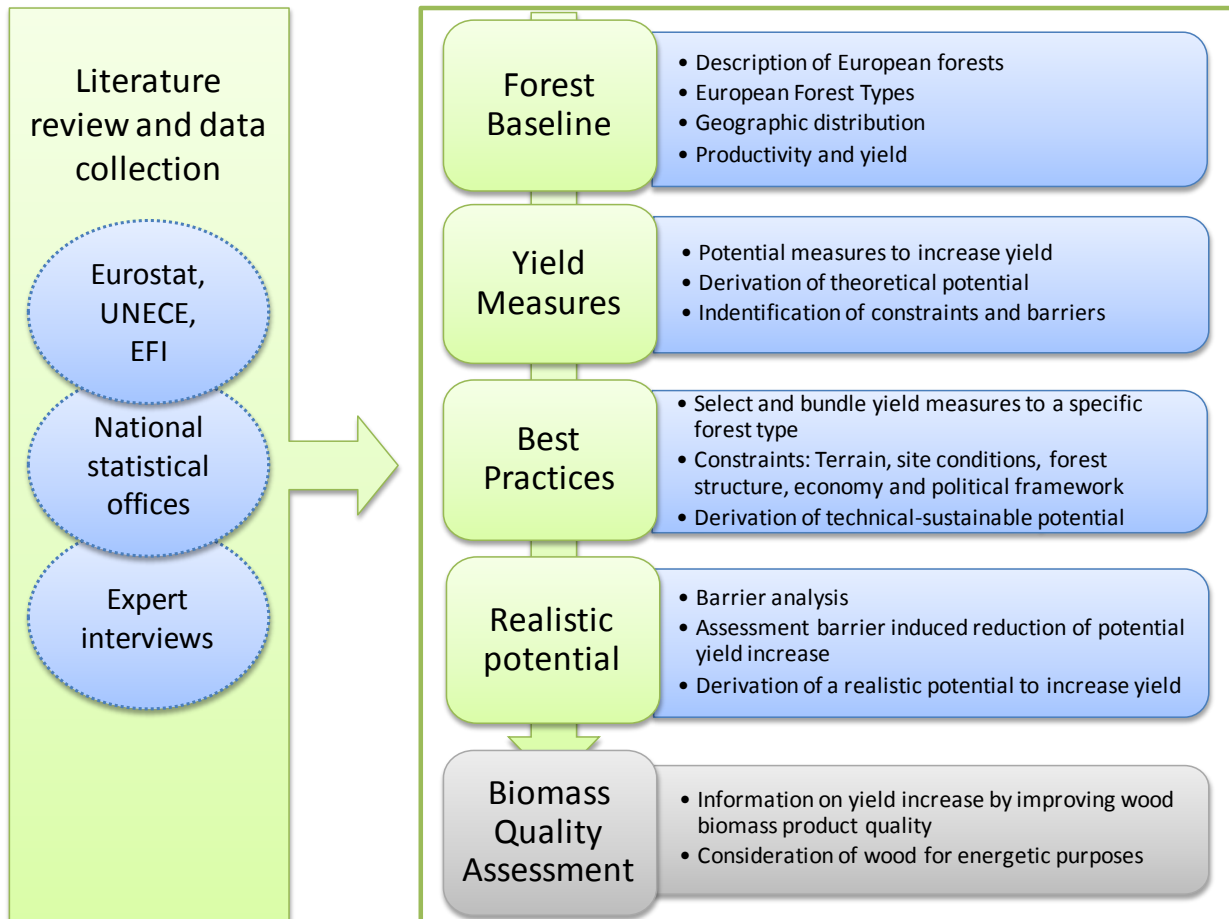 Literature
review and data
collection
Eurostat,
UNECE,
EFI
National
statistical
offices
Expert
interviews
Forest
Baseline
• Description of European forests
• European Forest Types
• Geographic distribution
• Productivity and yield
Yield
Measures
• Potential measures to increase yield
• Derivation of theoretical potential
• Indentification of constraints and barriers
Best
Practices
• Select and bundle yield measures to a specific
forest type
• Constraints: Terrain, site conditions, forest
structure, economy and political framework
• Derivation of technical-sustainable potential
Realistic
potential
• Barrier analysis
• Assessment barrier induced reduction of potential
yield increase
• Derivation of a realistic potential to increase yield
Biomass
Quality
Assessment
• Information on yield increase by improving wood
biomass product quality
• Consideration of wood for energetic purposes